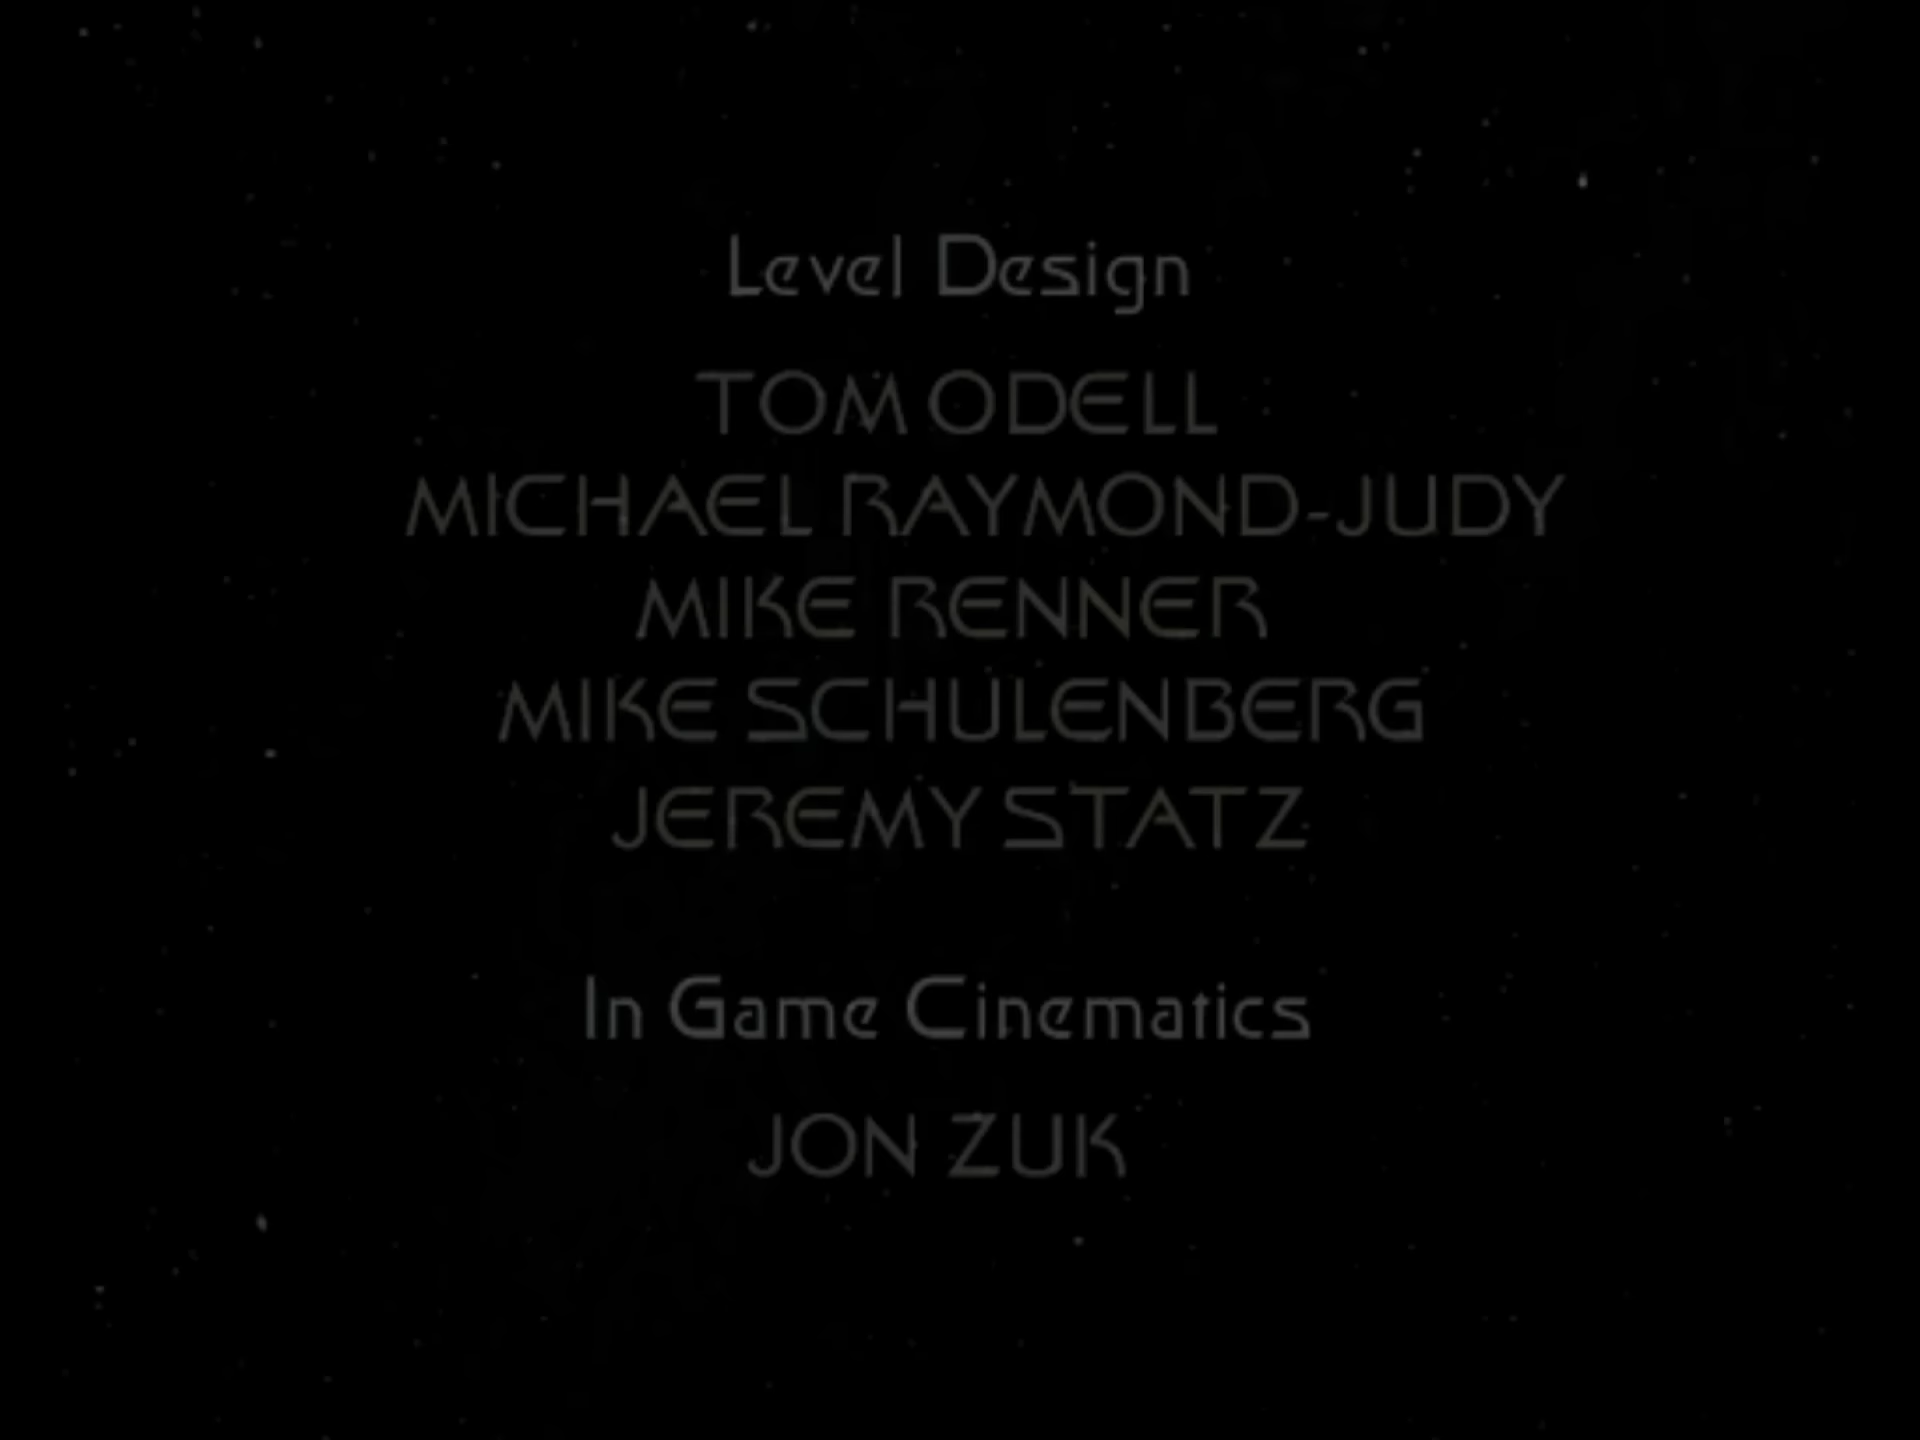 Level Design
TOM ODELL
MICHAEL RAYMOND-JUDY
MIKE RENNER
MIKE SCHULENBERG
JEREMY STATZ
In Game Cinematics
JON ZUK